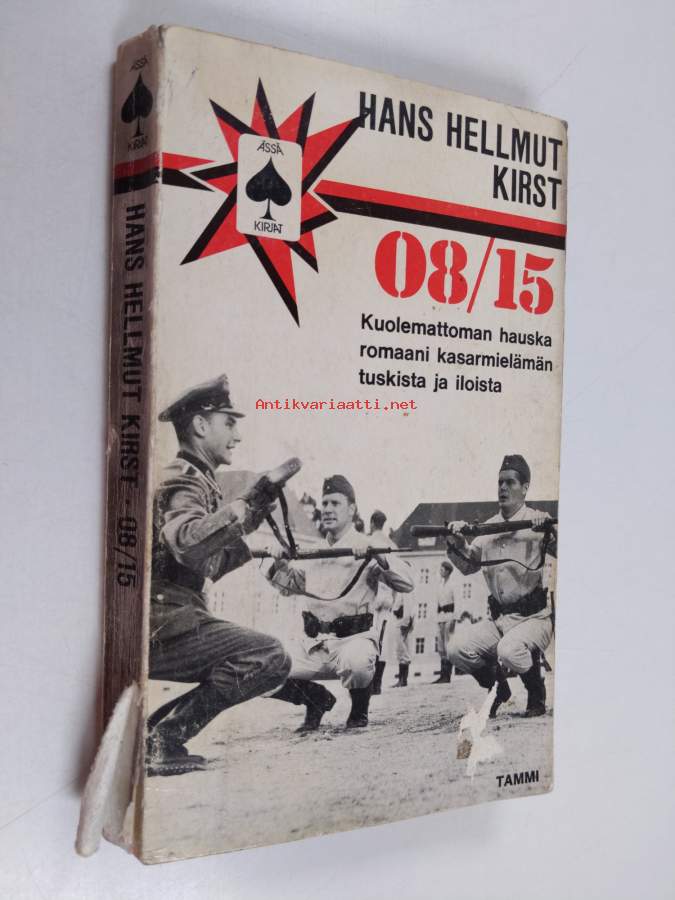 ÄSSÄ
KIRJAT
HANS HELLMUT KIRST - 08/15
HANS HELLMUT
KIRST
ÄSSÄ
KIRJAT
08/15
Kuolemattoman hauska
romaani kasarmielämän
tuskista ja iloista
Antikvariaatti.net
TAMMI